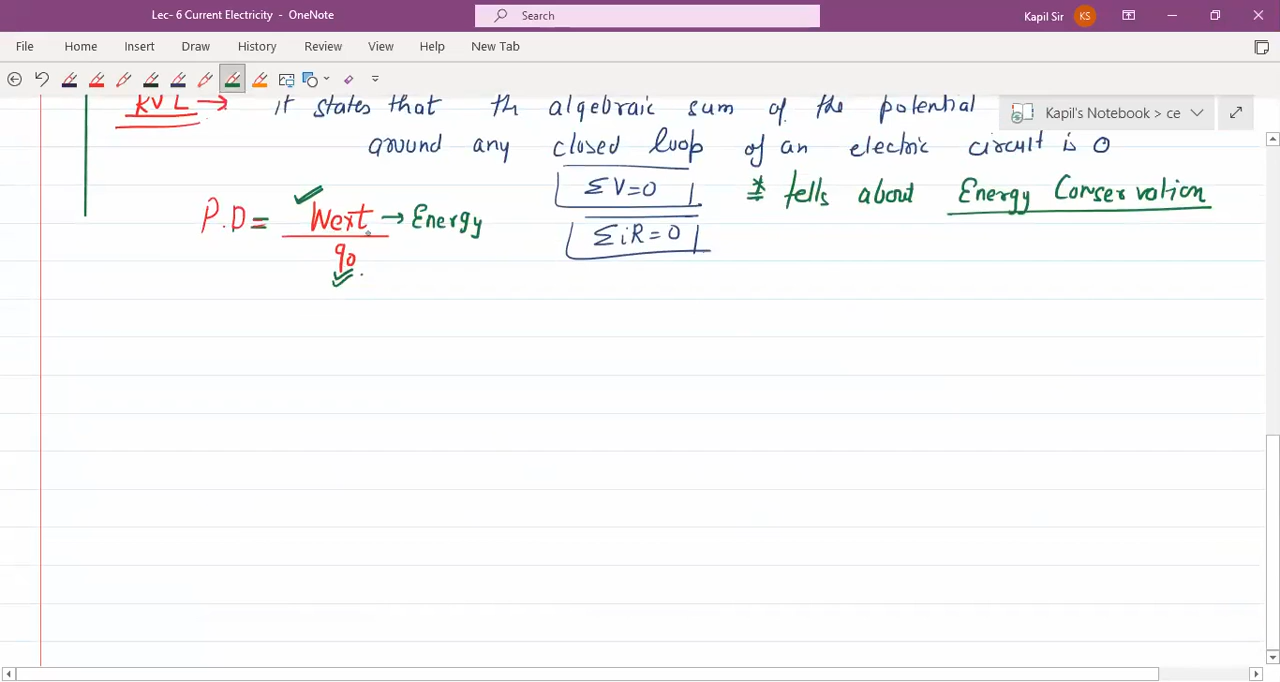 Lec- 6 Current Electricity - OneNote
Search
Kapil Sir KS
File Home Insert Draw History Review View Help New Tab
KVL → it states that th algebraic sum of the potential
Kapil's Notebook > ce
around any closed loop of an electric circuit is 0
ΣV=0 * tells about Energy Conservation
P.D = Wext → Energy
q0
ΣiR=0